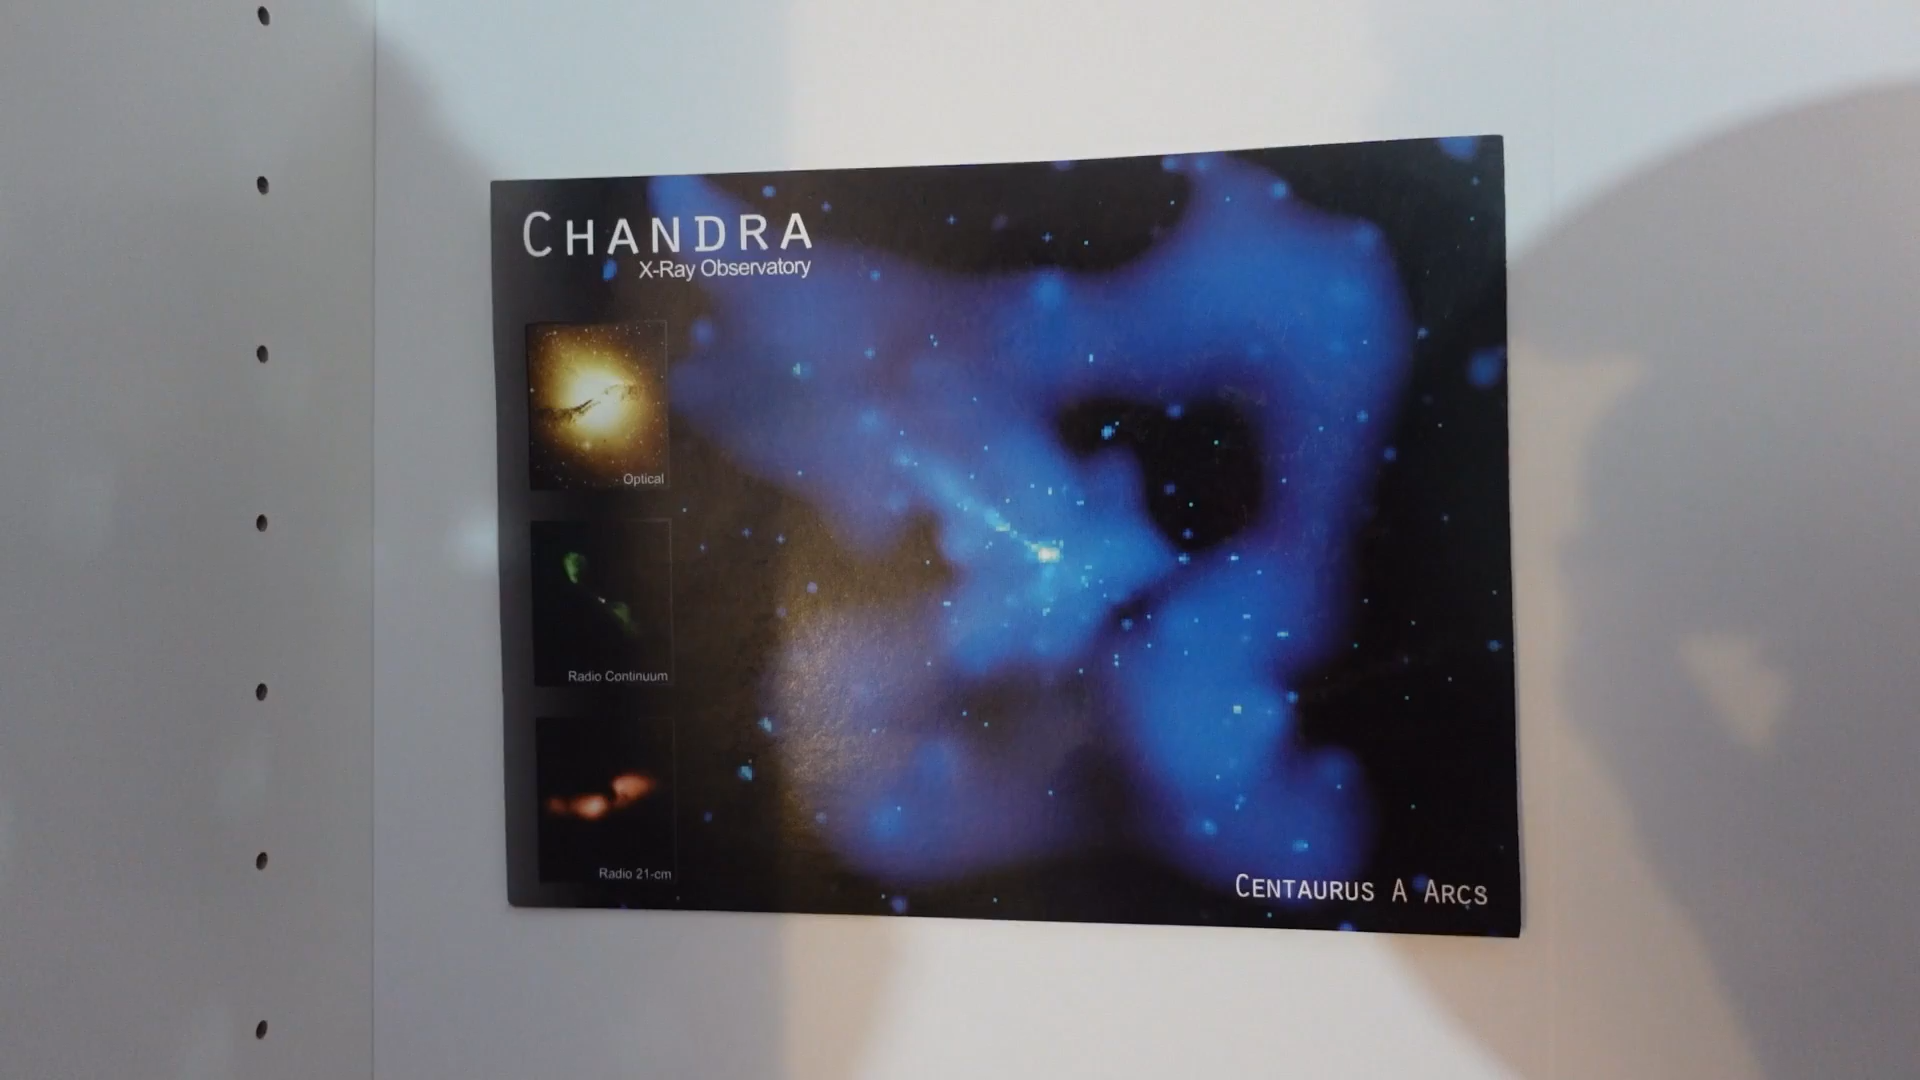 CHANDRA
X-Ray Observatory
Optical
Radio Continuum
Radio 21-cm
CENTAURUS A ARCS